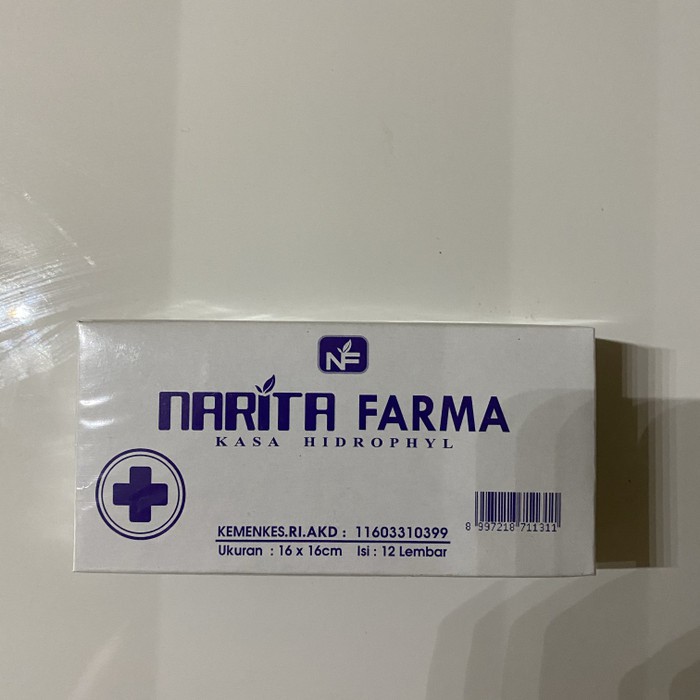 NF
NARITA FARMA
KASA HIDROPHYL
KEMENKES.RI.AKD : 11603310399
Ukuran : 16 x 16cm Isi : 12 Lembar
8 997218 711311